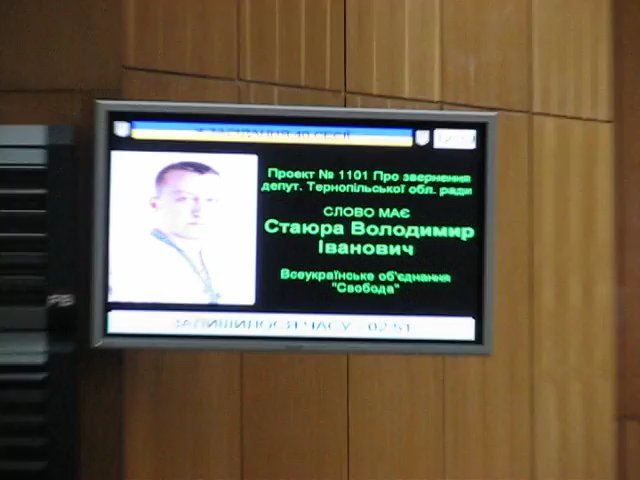 Проект № 1101 Про звернення
депут. Тернопільської обл. ради
СЛОВО МАЄ
Стаюра Володимир
Іванович
Всеукраїнське об'єднання
"Свобода"
ЗАЛИШИЛОСЯ ЧАСУ 02:51